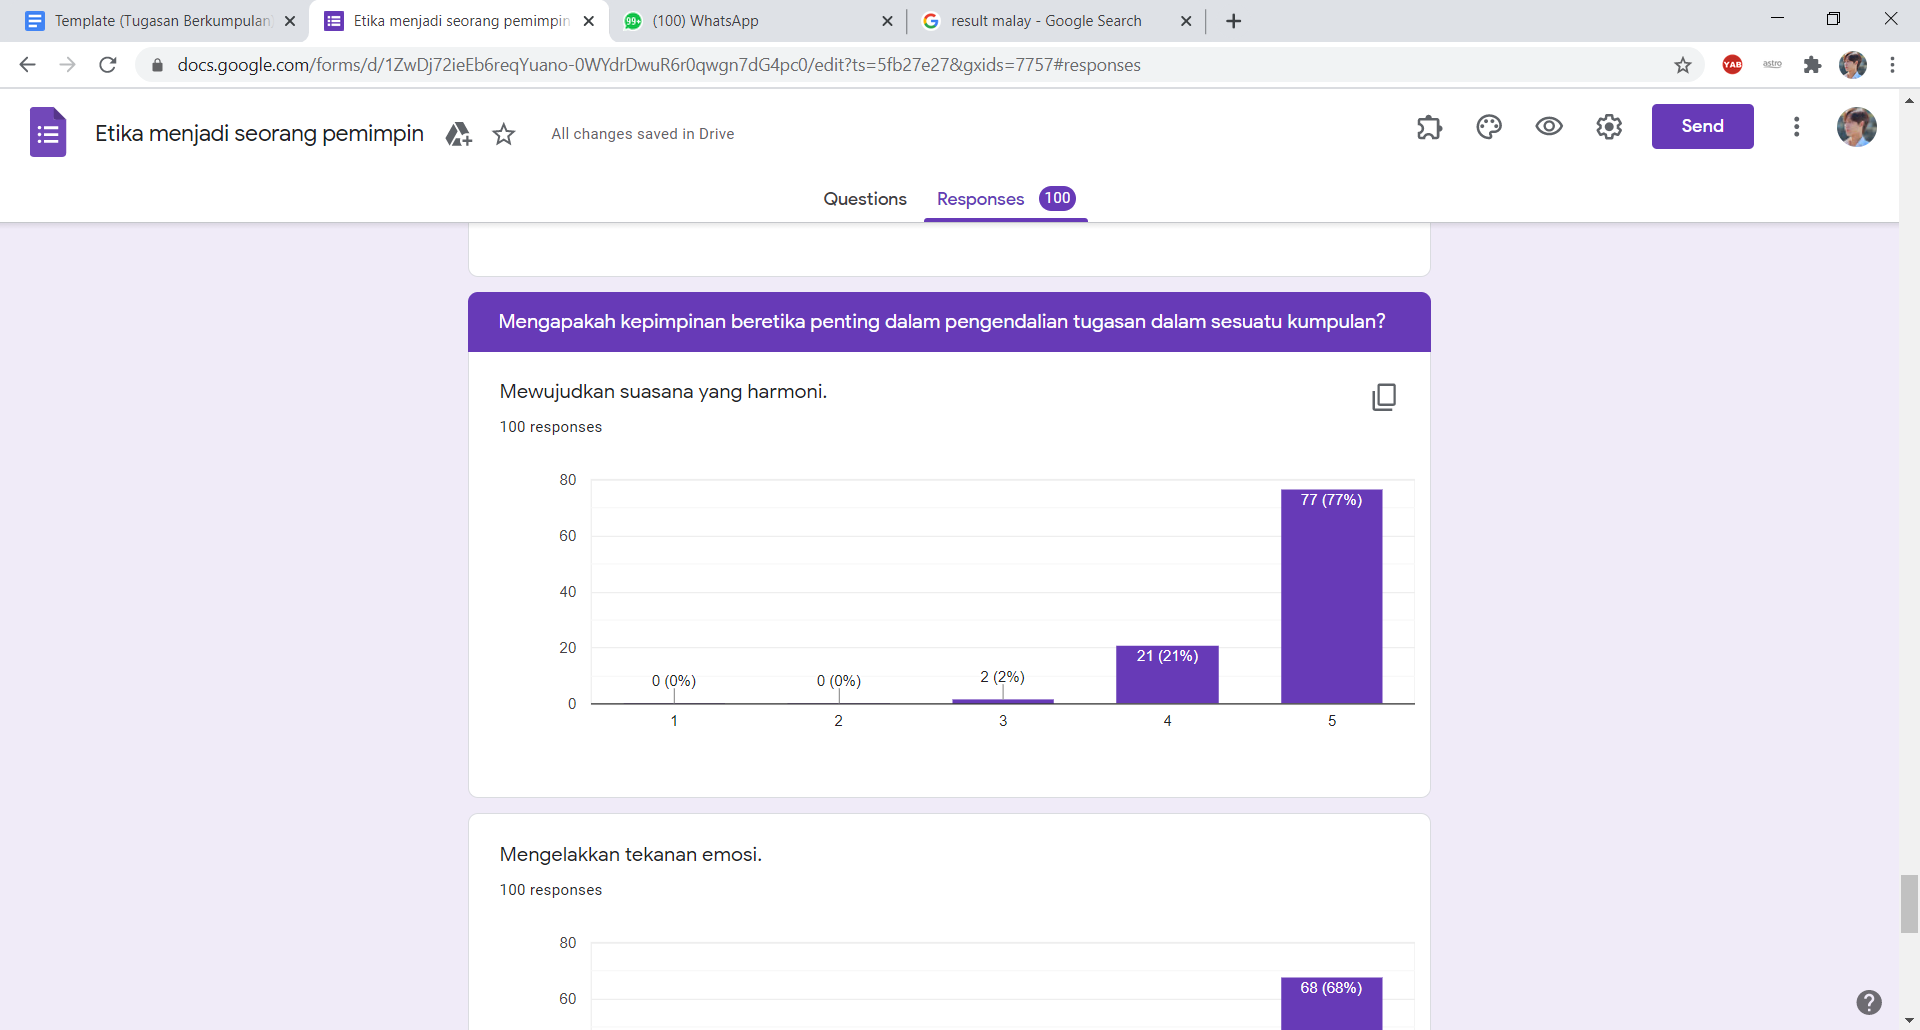 Template (Tugasan Berkumpulan)
Etika menjadi seorang pemimpin
99+
(100) WhatsApp
result malay - Google Search
docs.google.com/forms/d/1ZwDj72ieEb6reqYuano-0WYdrDwuR6r0qwgn7dG4pc0/edit?ts=5fb27e27&gxids=7757#responses
YAB
astro
Etika menjadi seorang pemimpin
All changes saved in Drive
Send
Questions
Responses 100
Mengapakah kepimpinan beretika penting dalam pengendalian tugasan dalam sesuatu kumpulan?
Mewujudkan suasana yang harmoni.
100 responses
80
60
40
20
0
0 (0%)
0 (0%)
2 (2%)
21 (21%)
77 (77%)
1
2
3
4
5
Mengelakkan tekanan emosi.
100 responses
80
60
68 (68%)